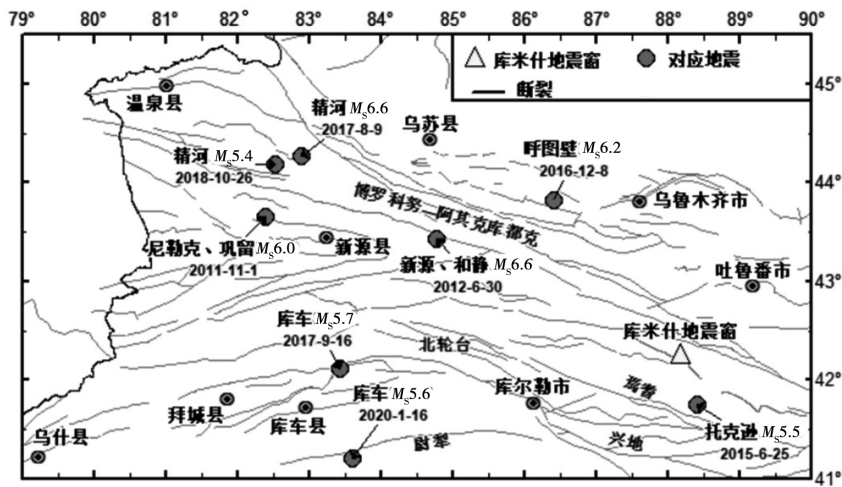 79° 80° 81° 82° 83° 84° 85° 86° 87° 88° 89° 90°
库米什地震窗 对应地震
断裂
45°
温泉县
精河 Ms6.6
2017-8-9
乌苏县
呼图壁 Ms6.2
2016-12-8
精河 Ms5.4
2018-10-26
44°
博罗科努—阿其克库都克
乌鲁木齐市
尼勒克、巩留 Ms6.0
2011-11-1
新源县
新源、和静 Ms6.6
2012-6-30
吐鲁番市
43°
库车 Ms5.7
2017-9-16
北轮台
库米什地震窗
42°
库车 Ms5.6
2020-1-16
库尔勒市
焉耆
拜城县
库车县
乌什县
尉犁
兴地
托克逊 Ms5.5
2015-6-25
41°